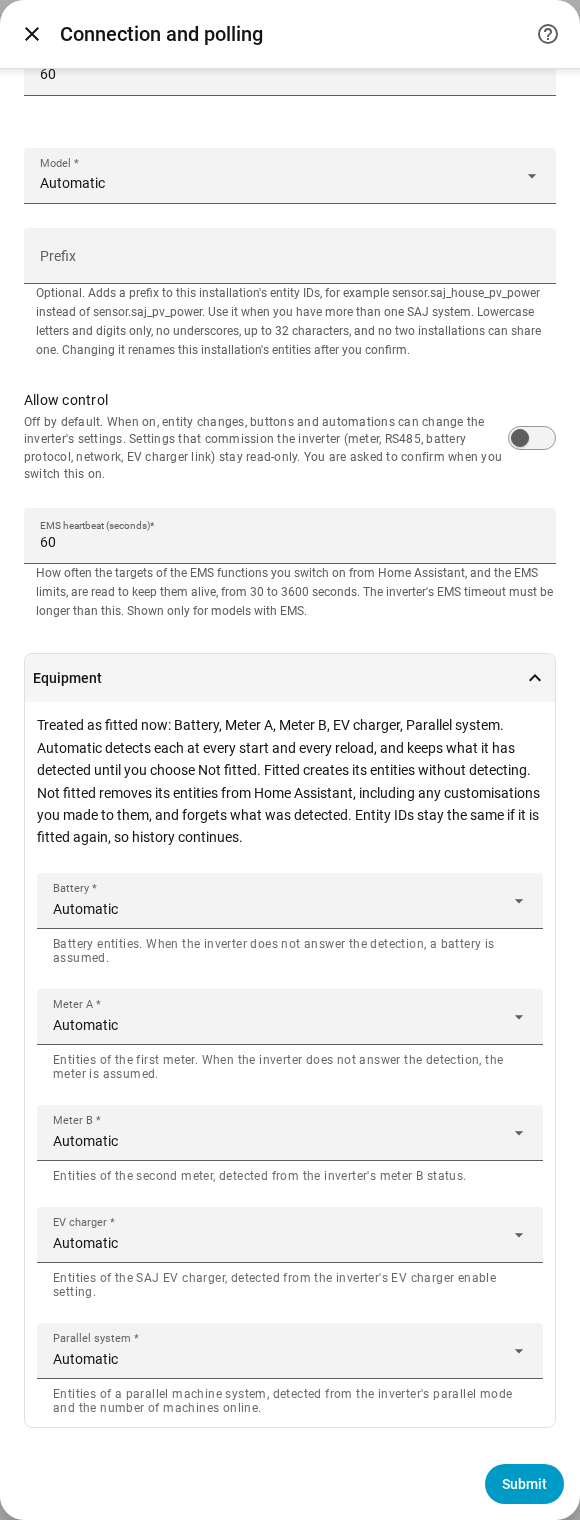 Connection and polling
60
Model *
Automatic
Prefix
Optional. Adds a prefix to this installation's entity IDs, for example sensor.saj_house_pv_power
instead of sensor.saj_pv_power. Use it when you have more than one SAJ system. Lowercase
letters and digits only, no underscores, up to 32 characters, and no two installations can share
one. Changing it renames this installation's entities after you confirm.
Allow control
Off by default. When on, entity changes, buttons and automations can change the
inverter's settings. Settings that commission the inverter (meter, RS485, battery
protocol, network, EV charger link) stay read-only. You are asked to confirm when you
switch this on.
EMS heartbeat (seconds)*
60
How often the targets of the EMS functions you switch on from Home Assistant, and the EMS
limits, are read to keep them alive, from 30 to 3600 seconds. The inverter's EMS timeout must be
longer than this. Shown only for models with EMS.
Equipment
Treated as fitted now: Battery, Meter A, Meter B, EV charger, Parallel system.
Automatic detects each at every start and every reload, and keeps what it has
detected until you choose Not fitted. Fitted creates its entities without detecting.
Not fitted removes its entities from Home Assistant, including any customisations
you made to them, and forgets what was detected. Entity IDs stay the same if it is
fitted again, so history continues.
Battery *
Automatic
Battery entities. When the inverter does not answer the detection, a battery is
assumed.
Meter A *
Automatic
Entities of the first meter. When the inverter does not answer the detection, the
meter is assumed.
Meter B *
Automatic
Entities of the second meter, detected from the inverter's meter B status.
EV charger *
Automatic
Entities of the SAJ EV charger, detected from the inverter's EV charger enable
setting.
Parallel system *
Automatic
Entities of a parallel machine system, detected from the inverter's parallel mode
and the number of machines online.
Submit